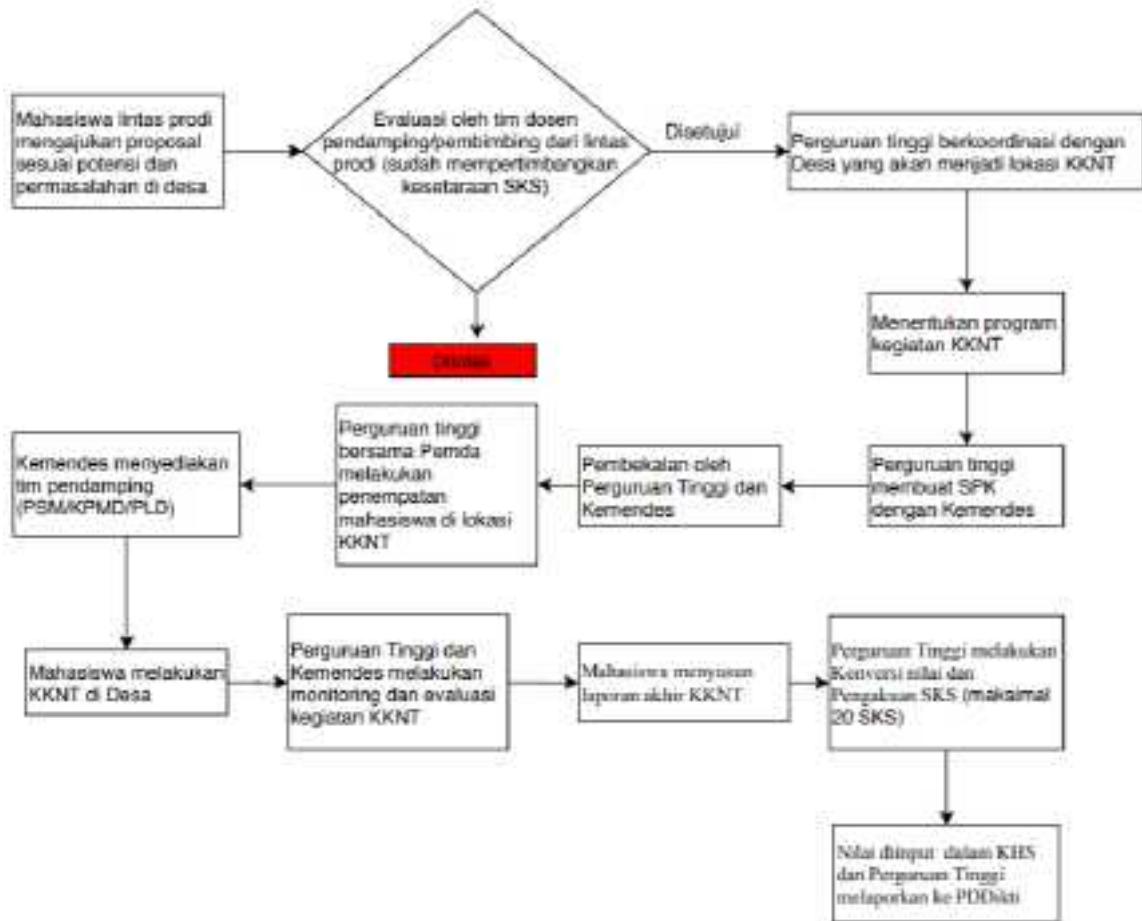 Mahasiswa lintas prodi
mengajukan proposal
sesuai potensi dan
permasalahan di desa
Evaluasi oleh tim dosen
pendamping/pembimbing dari lintas
prodi (sudah mempertimbangkan
kesetaraan SKS)
Disetujui
Perguruan tinggi berkoordinasi dengan
Desa yang akan menjadi lokasi KKNT
Menentukan program
kegiatan KKNT
Perguruan tinggi
membuat SPK
dengan Kemendes
Pembekalan oleh
Perguruan Tinggi dan
Kemendes
Perguruan tinggi
bersama Pemda
melakukan
penempatan
mahasiswa di lokasi
KKNT
Kemendes menyediakan
tim pendamping
(PSM/KPMD/PLD)
Mahasiswa melakukan
KKNT di Desa
Perguruan Tinggi dan
Kemendes melakukan
monitoring dan evaluasi
kegiatan KKNT
Mahasiswa menyusun
laporan akhir KKNT
Perguruan Tinggi melakukan
Konversi nilai dan
Pengakuan SKS (maksimal
20 SKS)
Nilai diinput dalam KHS
dan Perguruan Tinggi
melaporkan ke PDDikti